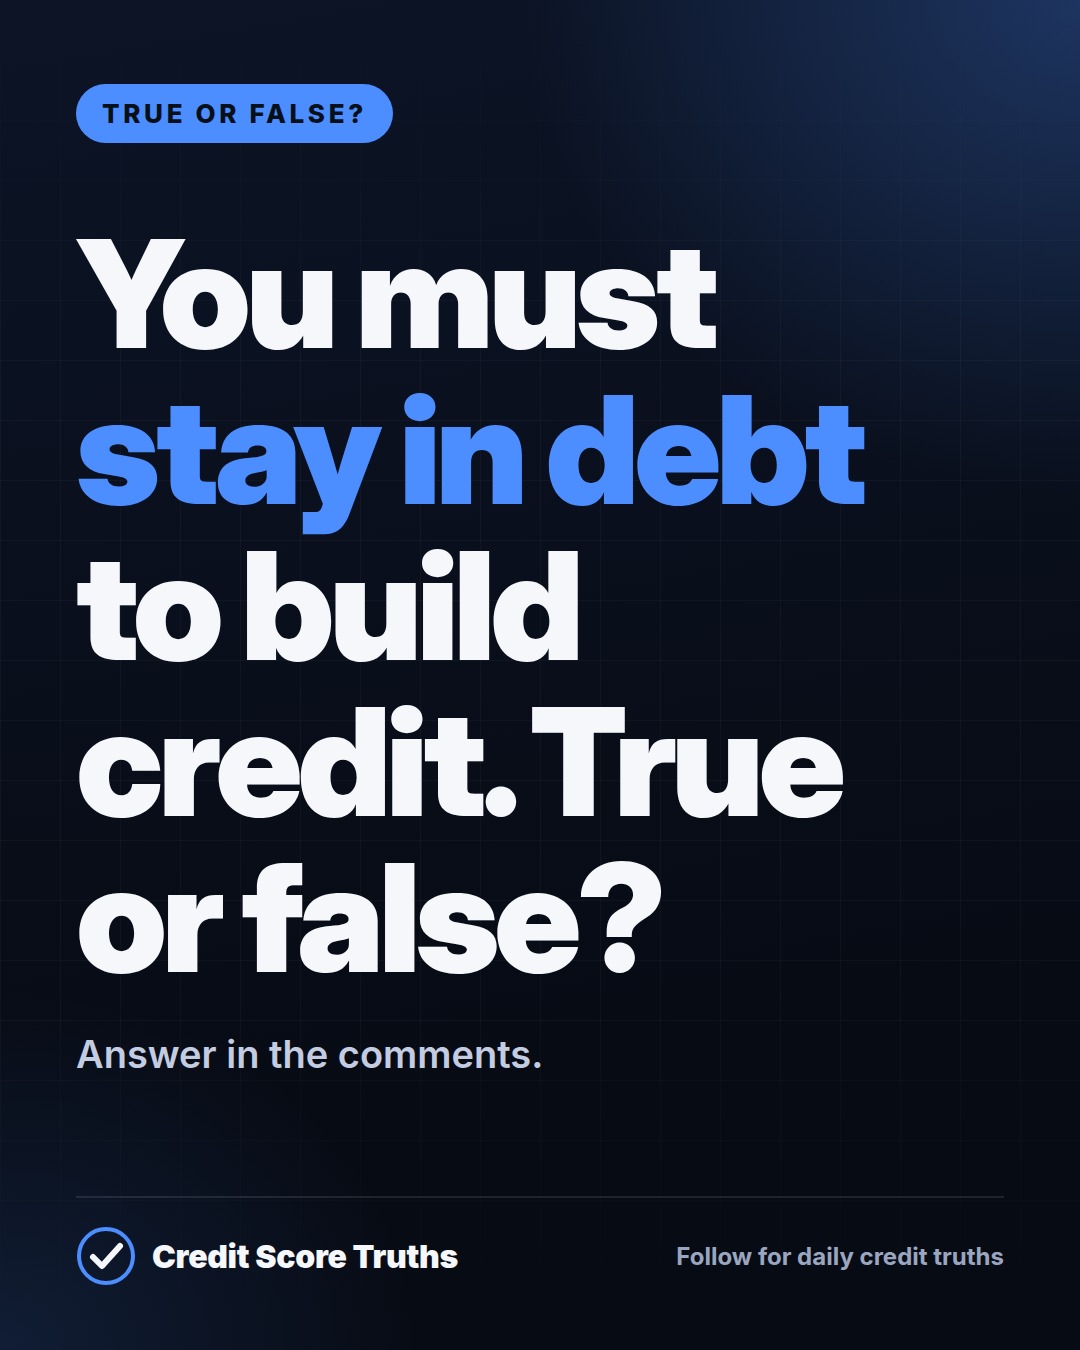 TRUE OR FALSE?
You must
stay in debt
to build
credit. True
or false?
Answer in the comments.
Credit Score Truths
Follow for daily credit truths